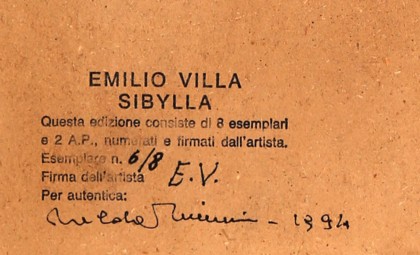 EMILIO VILLA
SIBYLLA
Questa edizione consiste di 8 esemplari
e 2 A.P., numerati e firmati dall'artista.
Esemplare n. 6/8
Firma dell'artista E.V.
Per autentica:
- 1994